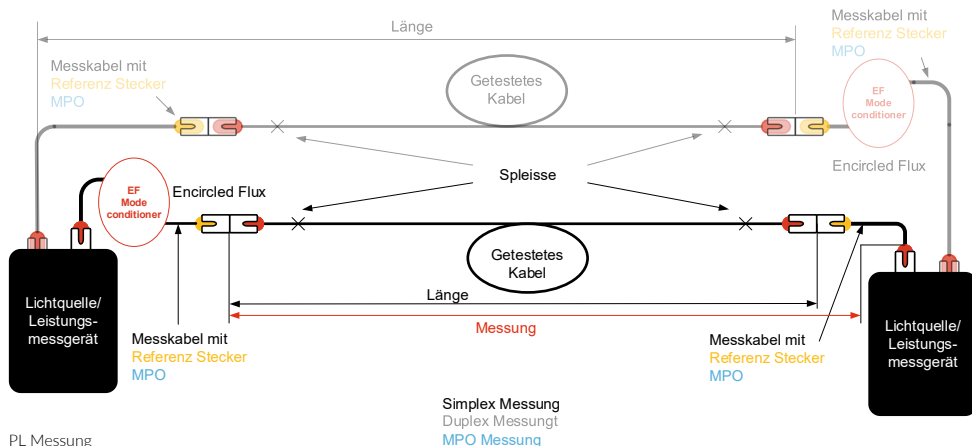 Messkabel mit
Referenz Stecker
MPO
Länge
Messkabel mit
Referenz Stecker
MPO
Getestetes
Kabel
EF
Mode
conditioner
Encircled Flux
Spleisse
EF
Mode
conditioner
Encircled Flux
Getestetes
Kabel
Lichtquelle/
Leistungs-
messgerät
Länge
Messung
Lichtquelle/
Leistungs-
messgerät
Messkabel mit
Referenz Stecker
MPO
Messkabel mit
Referenz Stecker
MPO
Simplex Messung
Duplex Messungt
MPO Messung
PL Messung